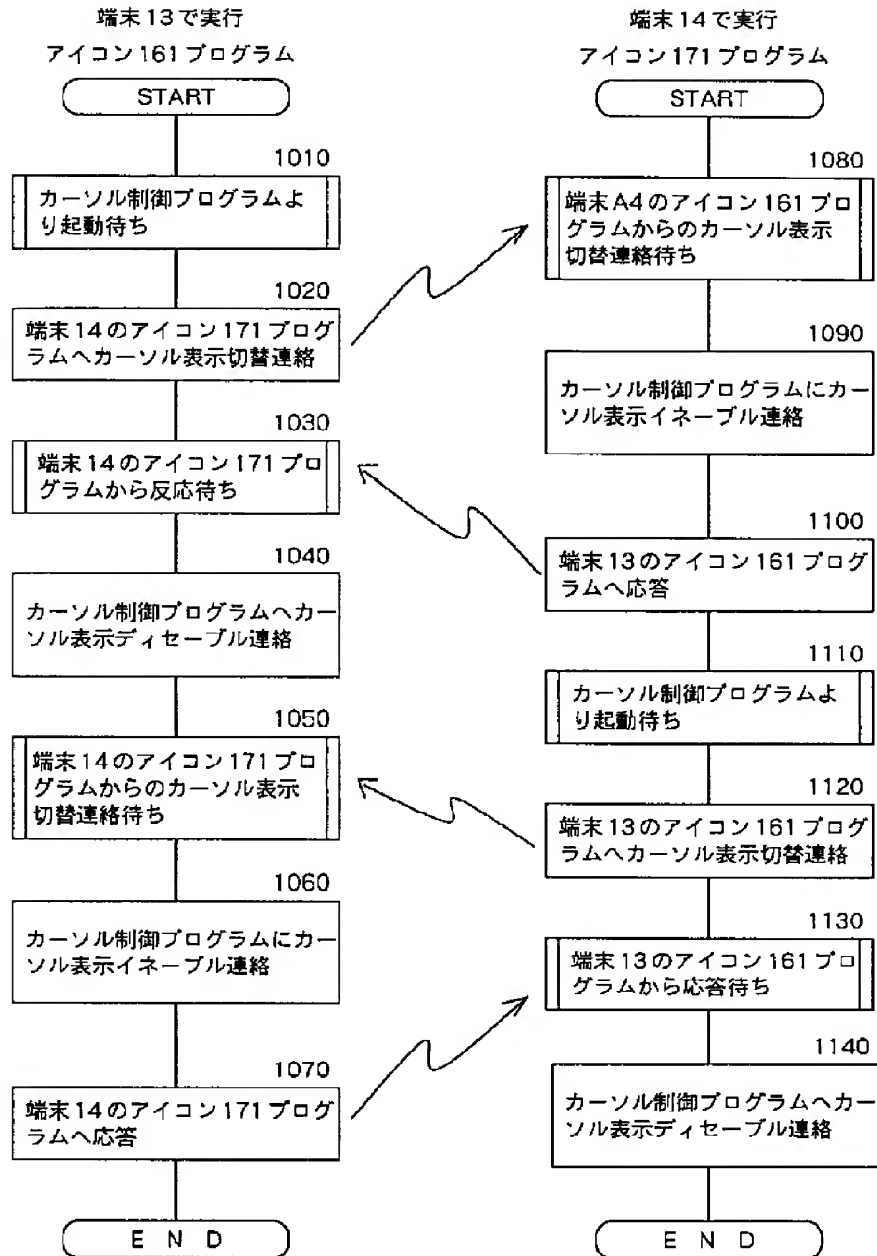 端末13で実行
アイコン161プログラム
START
1010
カーソル制御プログラムよ
り起動待ち
1020
端末14のアイコン171プログ
ラムへカーソル表示切替連絡
1030
端末14のアイコン171プロ
グラムから反応待ち
1040
カーソル制御プログラムへカー
ソル表示ディセーブル連絡
1050
端末14のアイコン171プロ
グラムからのカーソル表示
切替連絡待ち
1060
カーソル制御プログラムにカー
ソル表示イネーブル連絡
1070
端末14のアイコン171プログ
ラムへ応答
END
端末14で実行
アイコン171プログラム
START
1080
端末A4のアイコン161プロ
グラムからのカーソル表示
切替連絡待ち
1090
カーソル制御プログラムにカー
ソル表示イネーブル連絡
1100
端末13のアイコン161プログ
ラムへ応答
1110
カーソル制御プログラムよ
り起動待ち
1120
端末13のアイコン161プログ
ラムへカーソル表示切替連絡
1130
端末13のアイコン161プロ
グラムから応答待ち
1140
カーソル制御プログラムへカー
ソル表示ディセーブル連絡
END